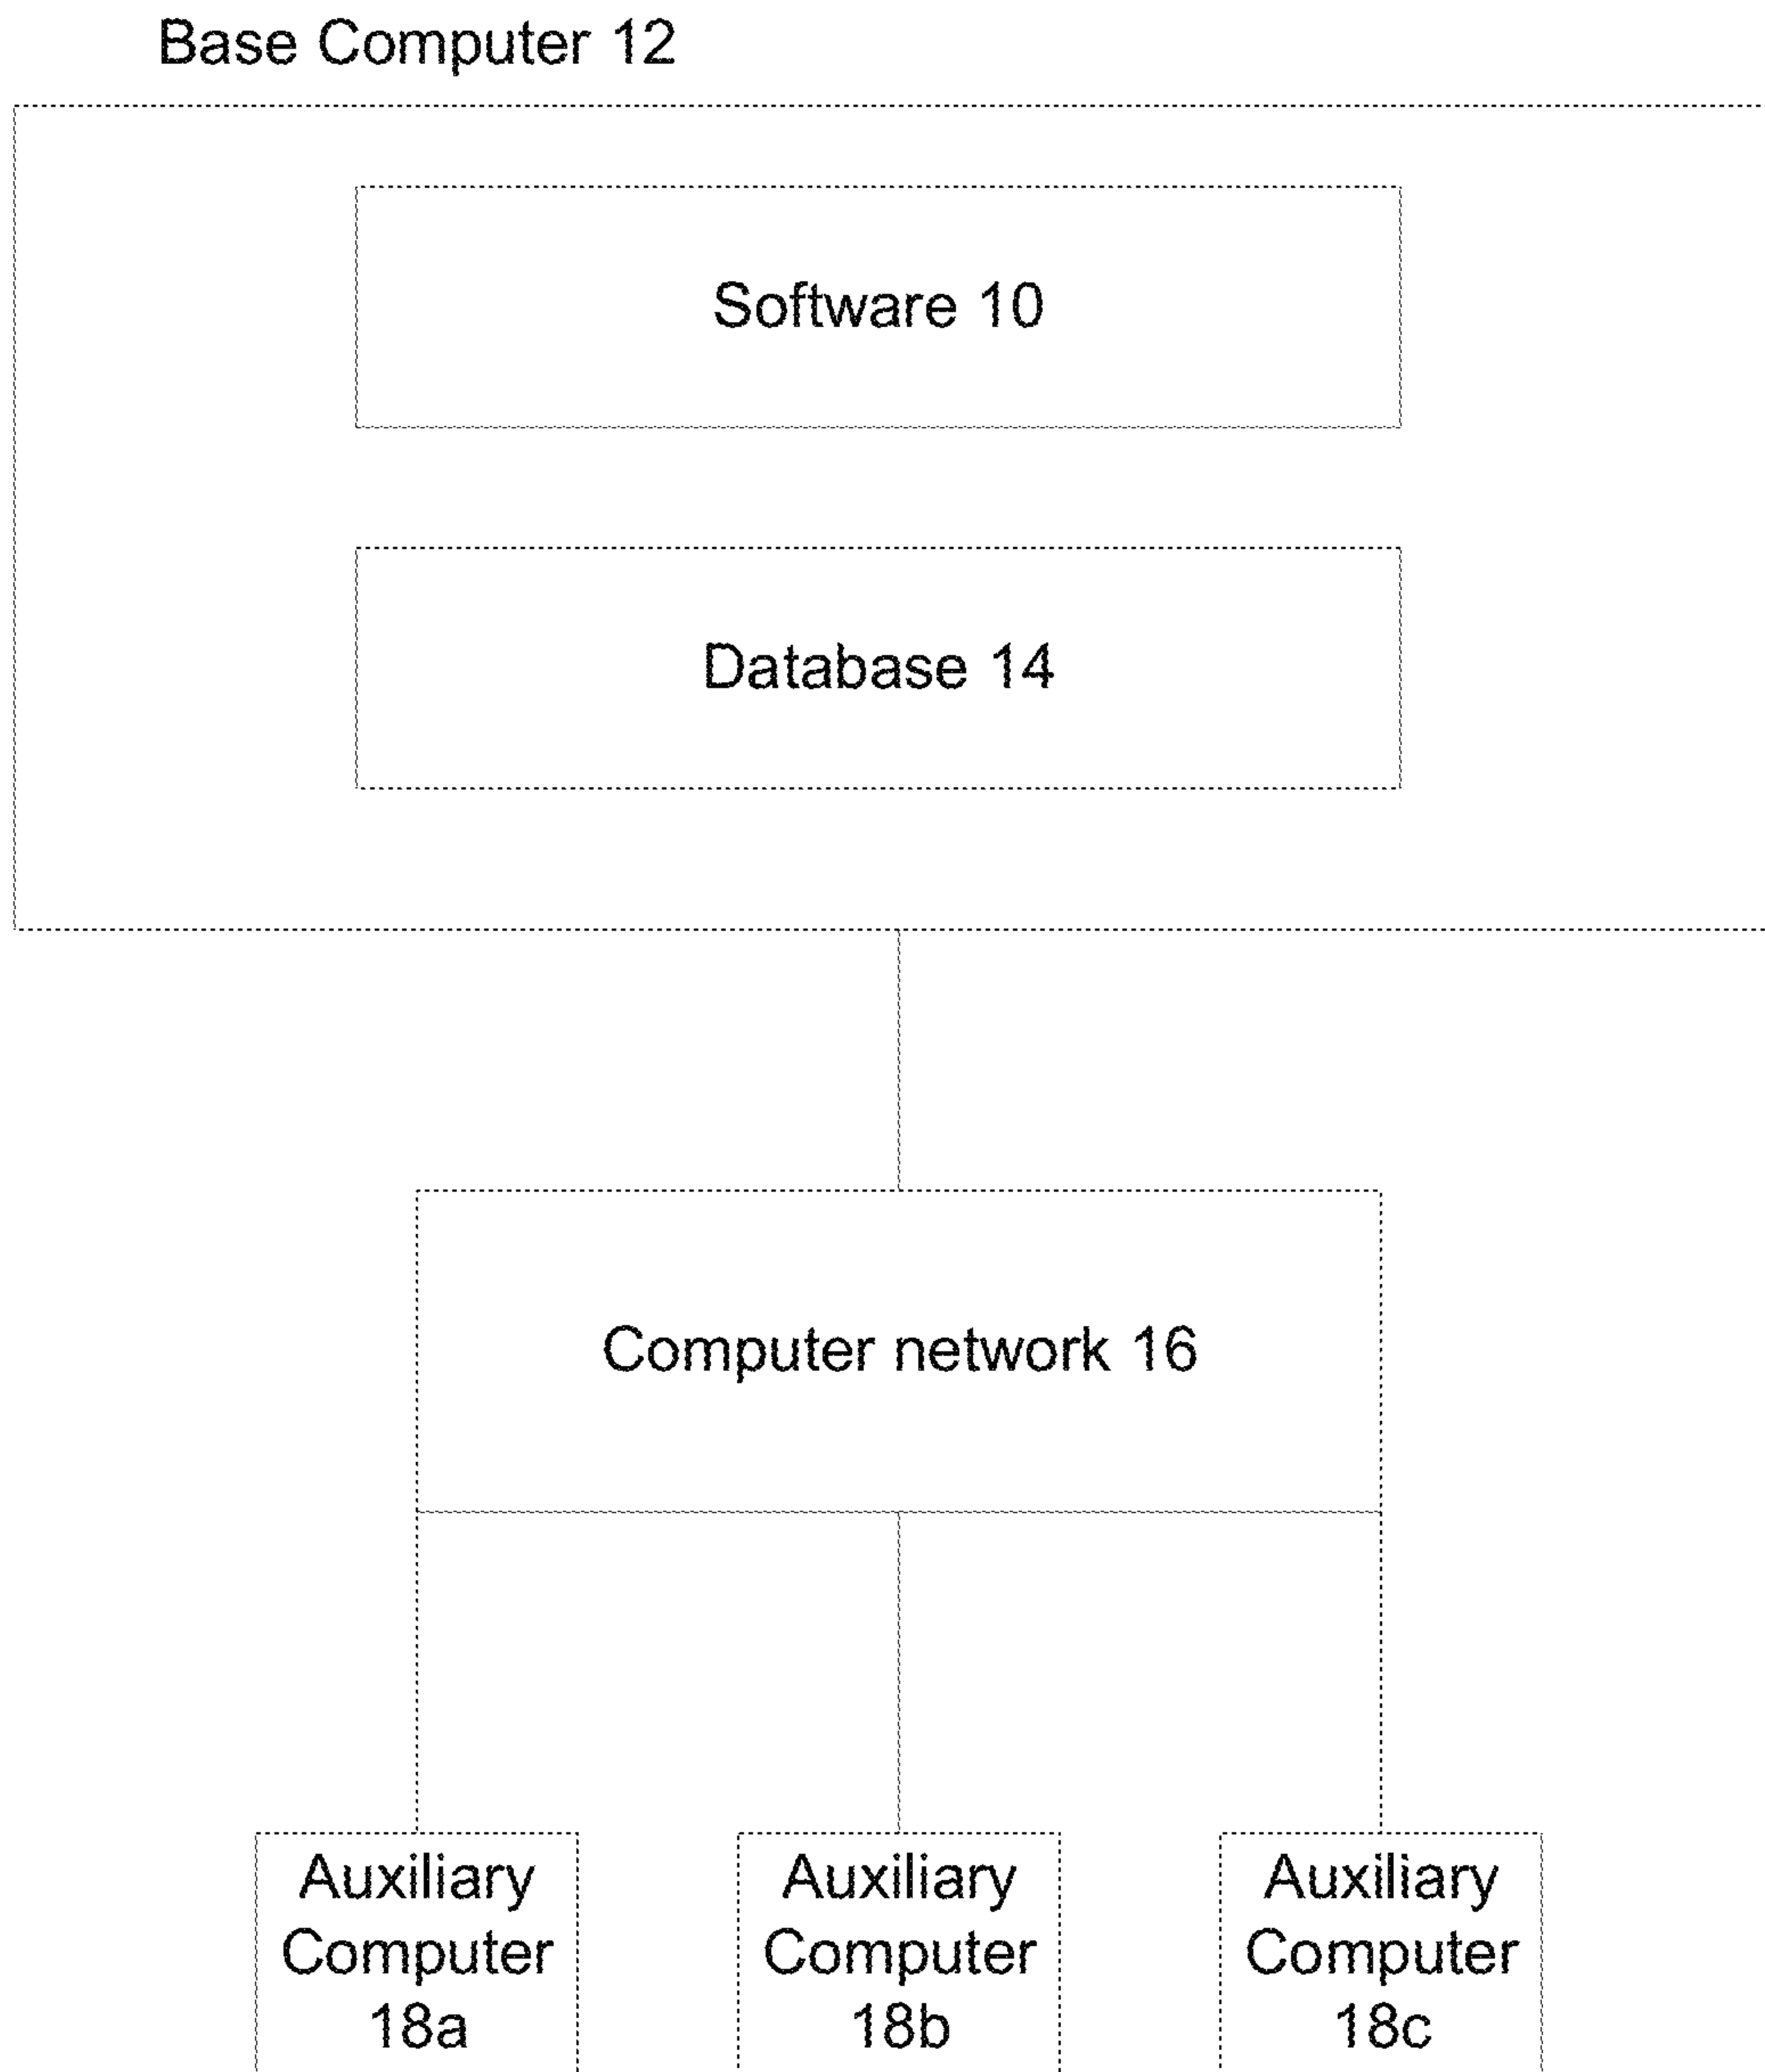 Base Computer 12
Software 10
Database 14
Computer network 16
Auxiliary
Computer
18a
Auxiliary
Computer
18b
Auxiliary
Computer
18c